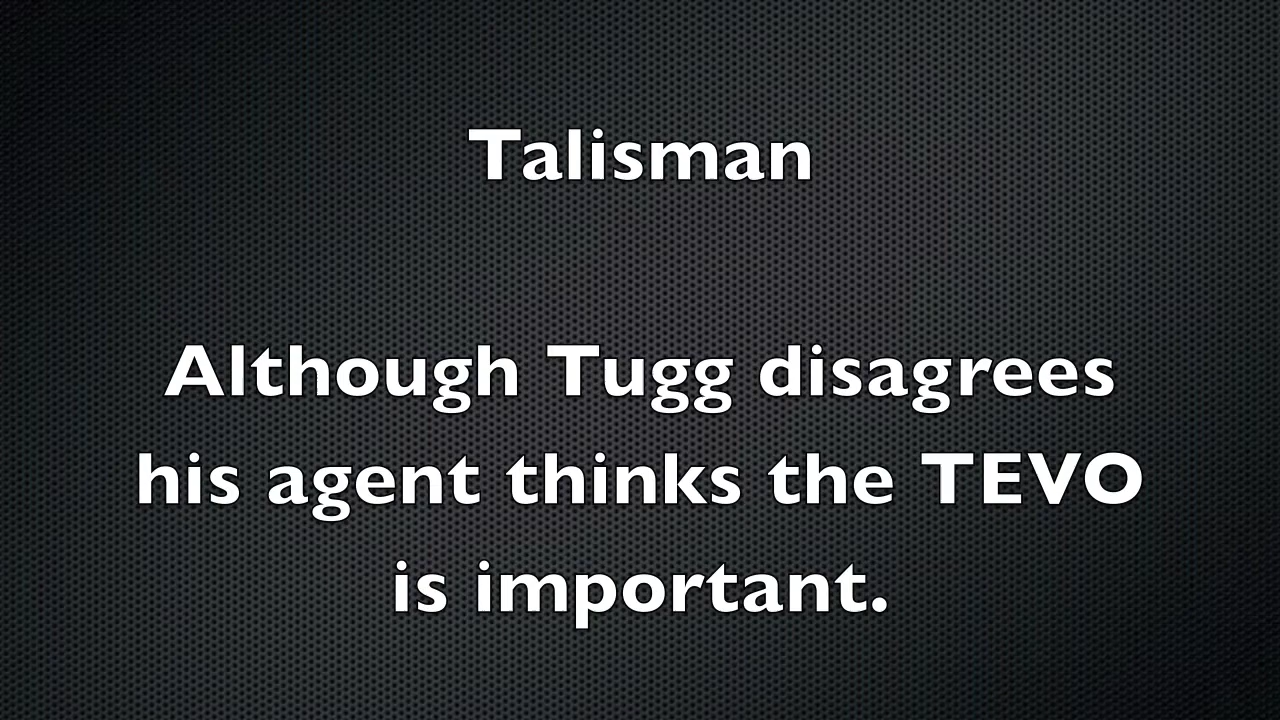 Talisman
Although Tugg disagrees
his agent thinks the TEVO
is important.